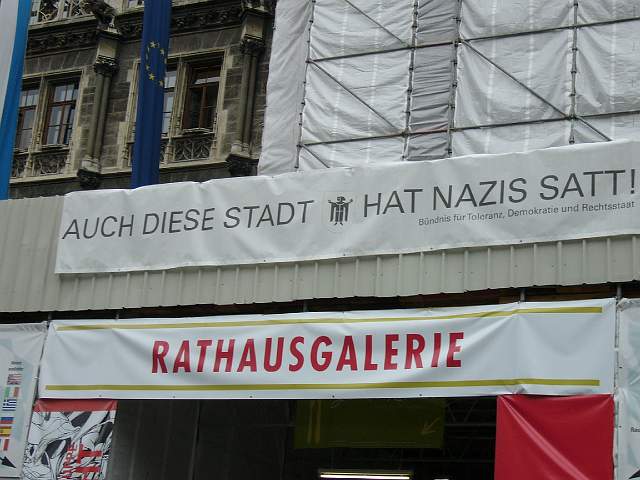 AUCH DIESE STADT HAT NAZIS SATT!
Bündnis für Toleranz, Demokratie und Rechtsstaat
RATHAUSGALERIE